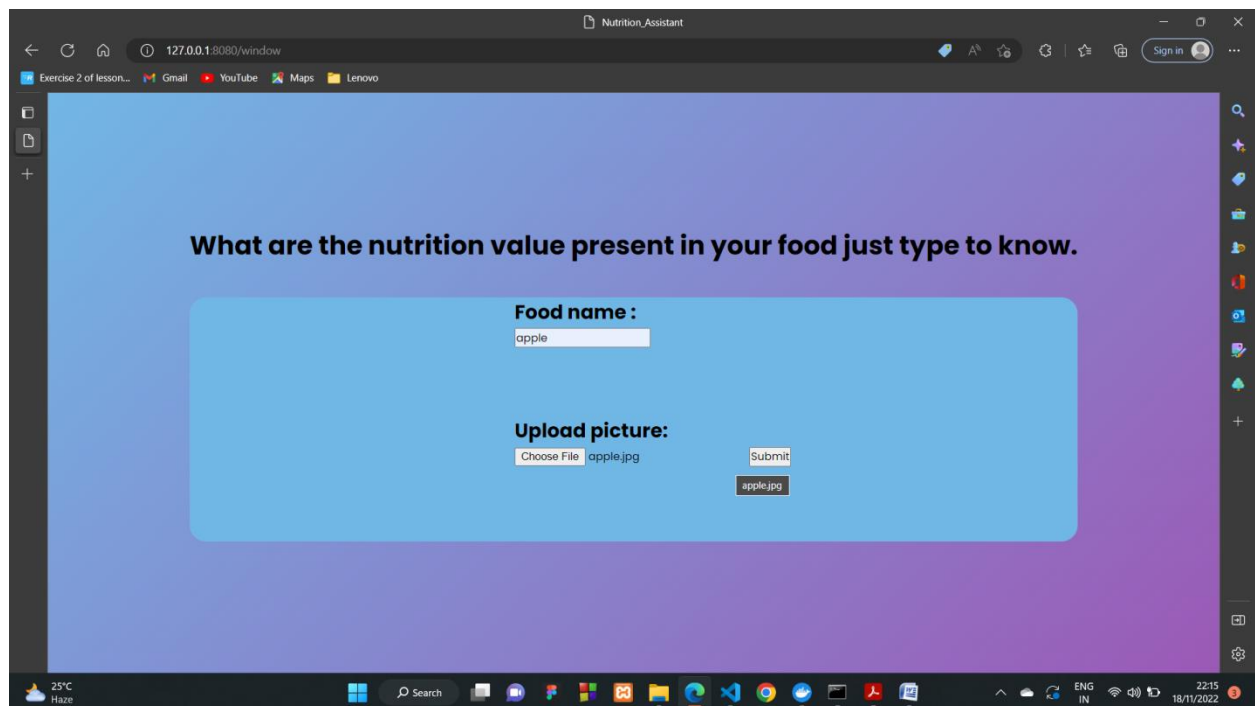 Nutrition_Assistant
127.0.0.1:8080/window
Sign in
Exercise 2 of lesson... Gmail YouTube Maps Lenovo
What are the nutrition value present in your food just type to know.
Food name :
apple
Upload picture:
Choose File apple.jpg Submit
apple.jpg
25°C
Haze
Search
ENG
IN
22:15
18/11/2022
3